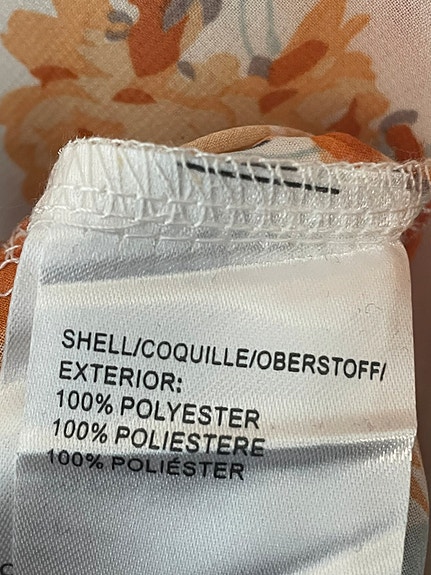 SHELL/COQUILLE/OBERSTOFF/
EXTERIOR:
100% POLYESTER
100% POLIESTERE
100% POLIÉSTER